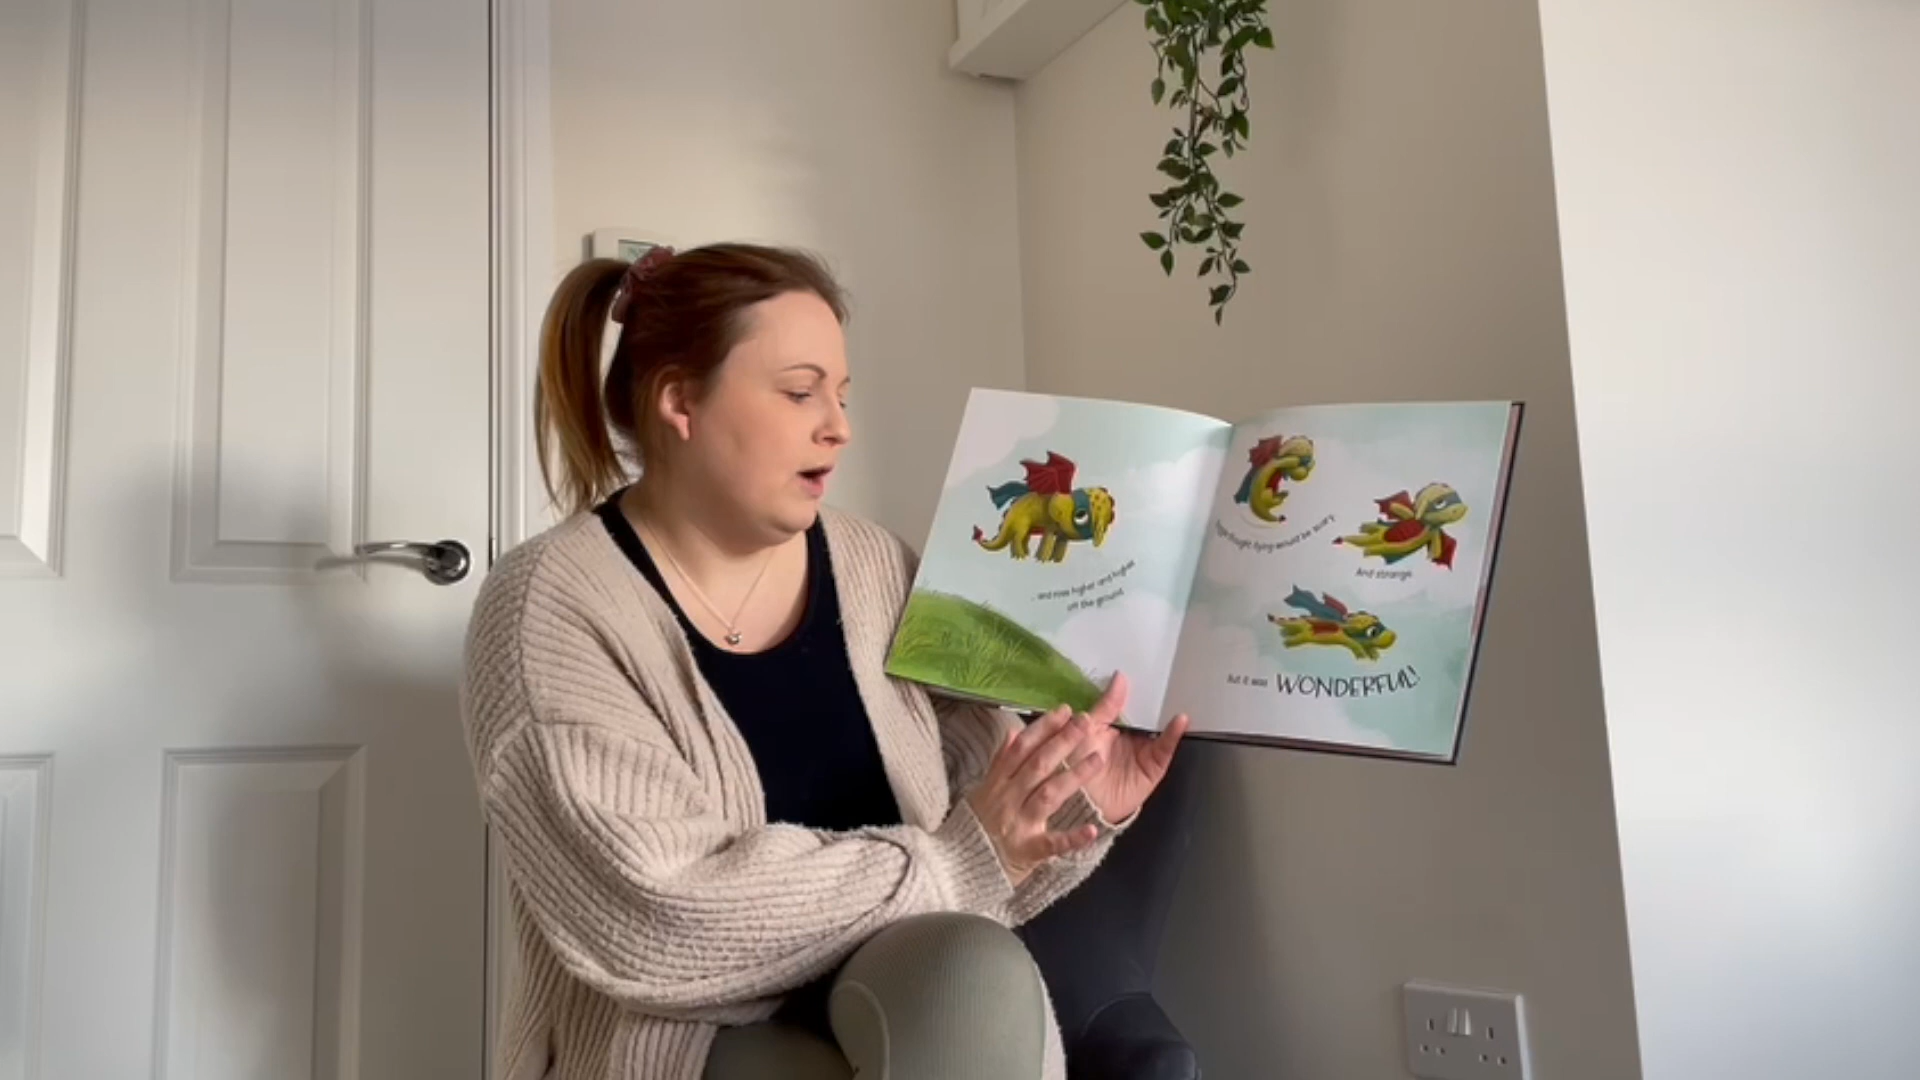 - and rose higher and higher
off the ground.
thought flying would be scary.
And strange.
But it was WONDERFUL!